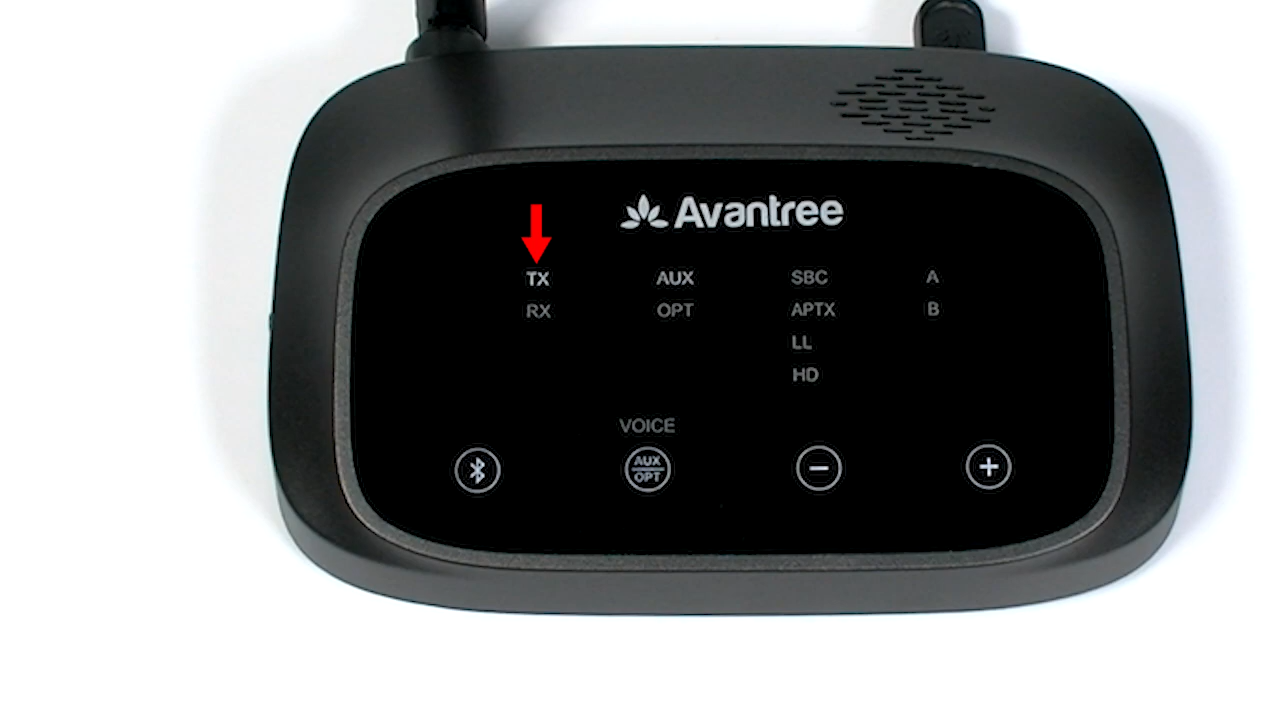 Avantree
TX AUX SBC A
RX OPT APTX B
LL
HD
VOICE
AUX
OPT